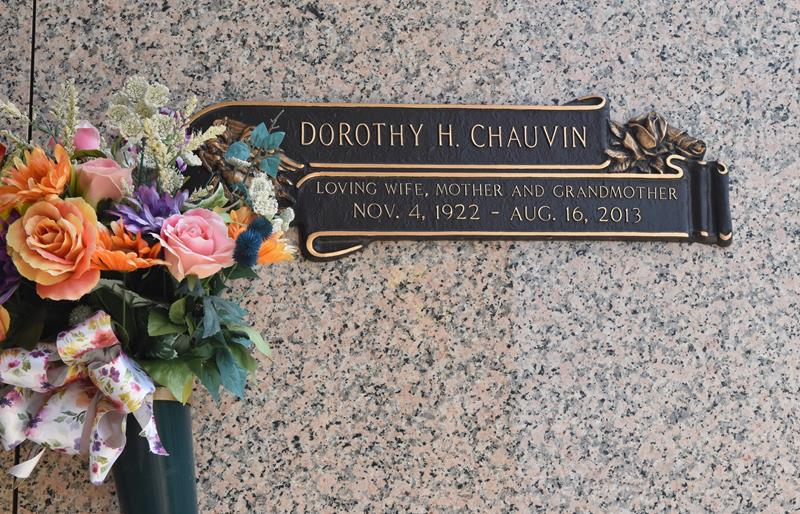 DOROTHY H. CHAUVIN
LOVING WIFE, MOTHER AND GRANDMOTHER
NOV. 4, 1922 - AUG. 16, 2013